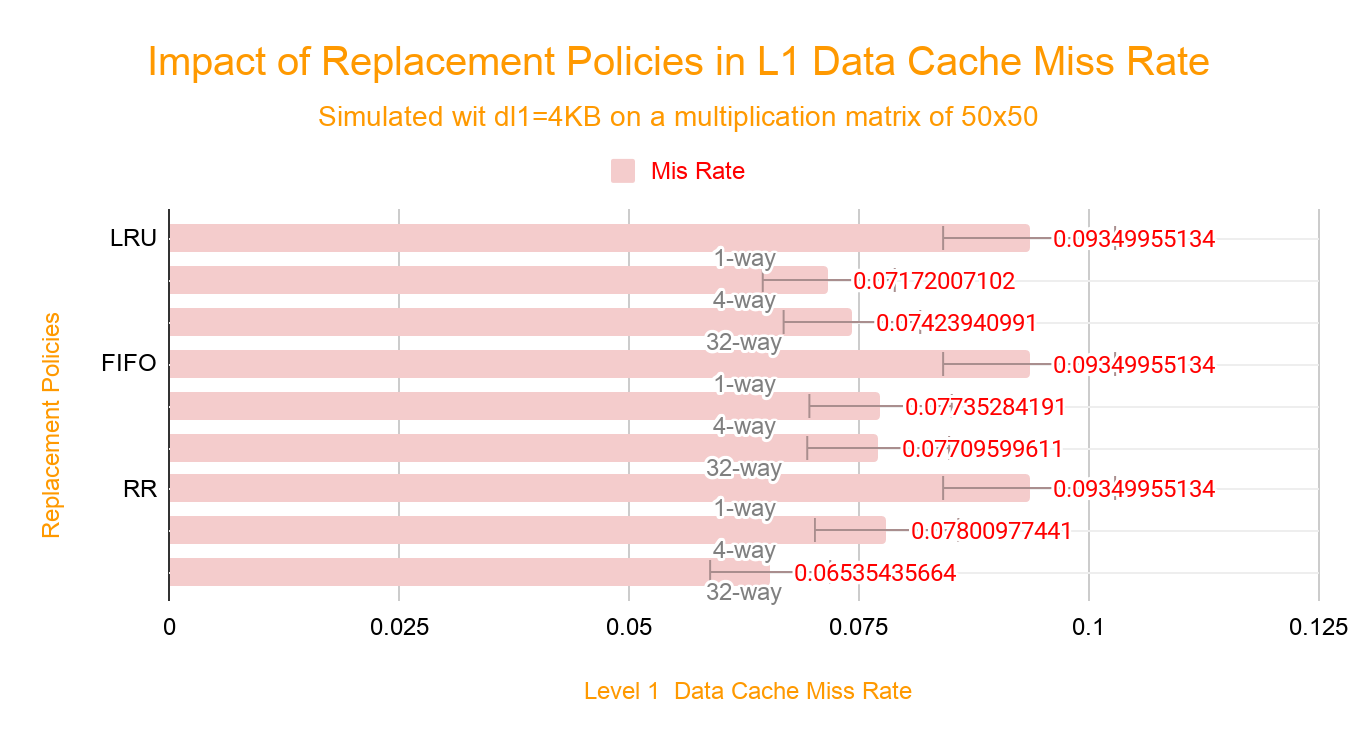 Impact of Replacement Policies in L1 Data Cache Miss Rate
Simulated wit dl1=4KB on a multiplication matrix of 50x50
Mis Rate
Replacement Policies
LRU
0.09349955134
1-way
0.07172007102
4-way
0.07423940991
32-way
FIFO
0.09349955134
1-way
0.07735284191
4-way
0.07709599611
32-way
RR
0.09349955134
1-way
0.07800977441
4-way
0.06535435664
32-way
0 0.025 0.05 0.075 0.1 0.125
Level 1 Data Cache Miss Rate